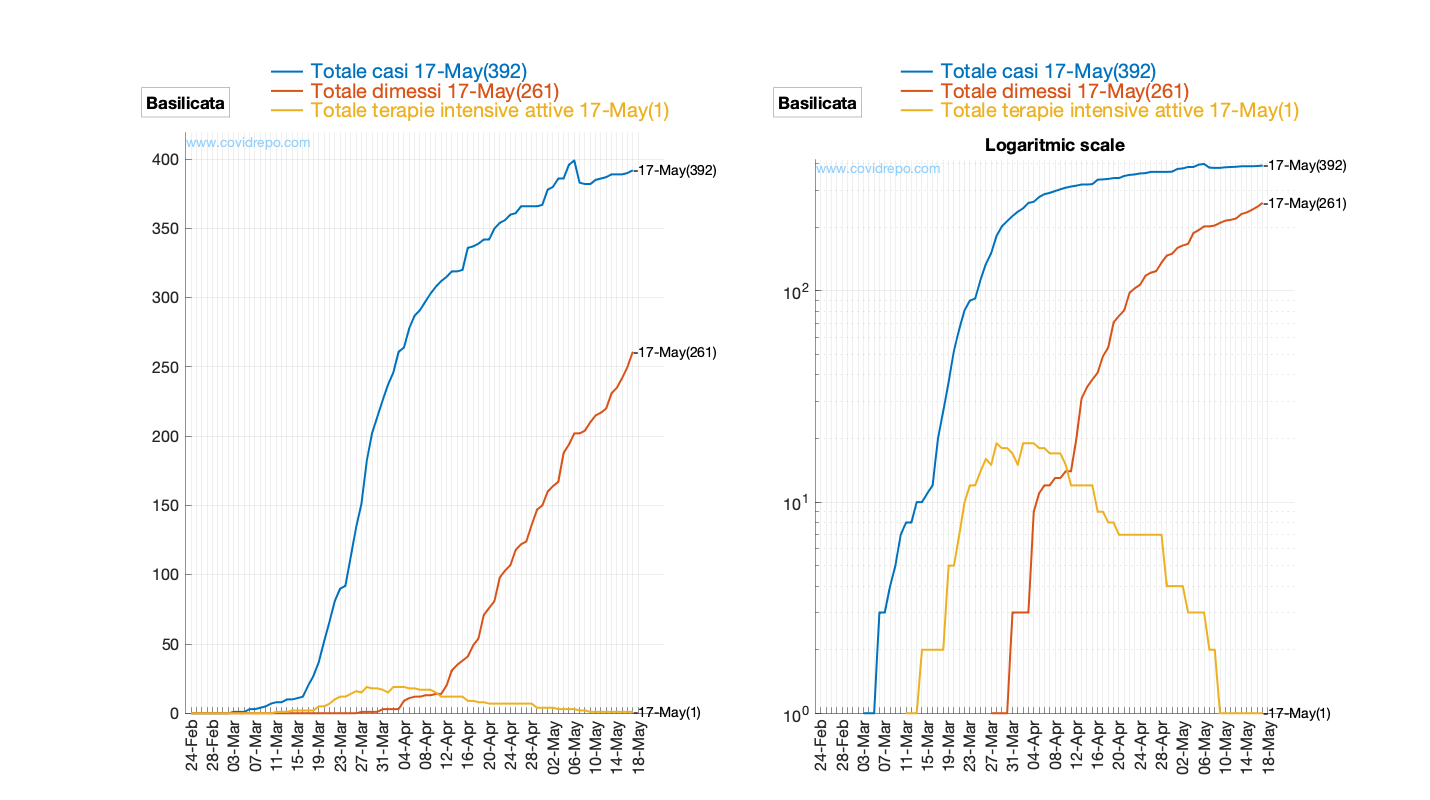 Basilicata
Totale casi 17-May(392)
Totale dimessi 17-May(261)
Totale terapie intensive attive 17-May(1)
www.covidrepo.com
400
350
300
250
200
150
100
50
0
-17-May(392)
-17-May(261)
-17-May(1)
24-Feb
28-Feb
03-Mar
07-Mar
11-Mar
15-Mar
19-Mar
23-Mar
27-Mar
31-Mar
04-Apr
08-Apr
12-Apr
16-Apr
20-Apr
24-Apr
28-Apr
02-May
06-May
10-May
14-May
18-May
Basilicata
Totale casi 17-May(392)
Totale dimessi 17-May(261)
Totale terapie intensive attive 17-May(1)
Logaritmic scale
www.covidrepo.com
10²
10¹
10⁰
-17-May(392)
-17-May(261)
-17-May(1)
24-Feb
28-Feb
03-Mar
07-Mar
11-Mar
15-Mar
19-Mar
23-Mar
27-Mar
31-Mar
04-Apr
08-Apr
12-Apr
16-Apr
20-Apr
24-Apr
28-Apr
02-May
06-May
10-May
14-May
18-May